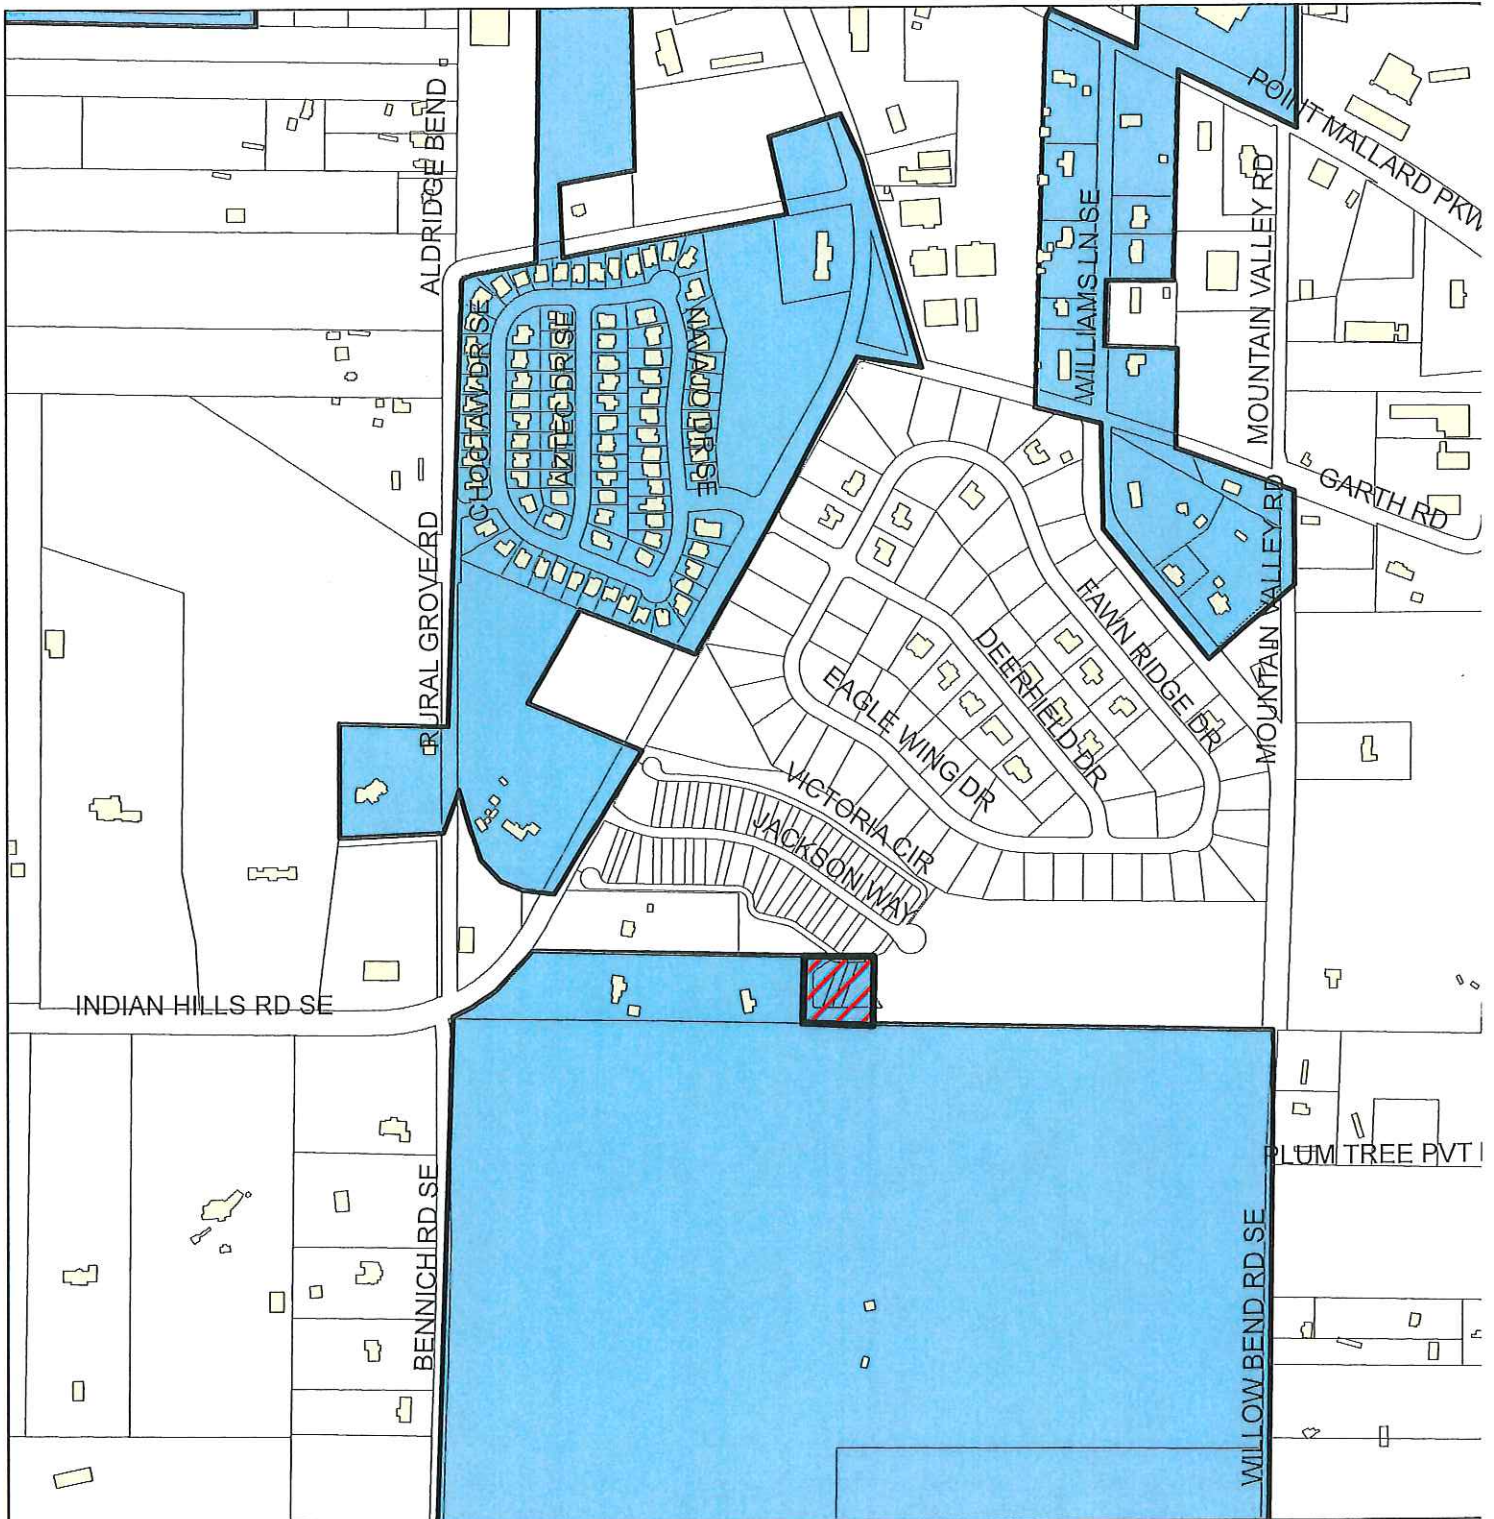 ALDRIDGE BEND
POINT MALLARD PKW
MOUNTAIN VALLEY RD
WILLIAMS LN SE
CHOCTAW DR SE
AZTEC DR SE
NAVAJO DR SE
GARTH RD
RURAL GROVE RD
MOUNTAIN VALLEY RD
FAWN RIDGE DR
DEERFIELD DR
EAGLE WING DR
VICTORIA CIR
JACKSON WAY
INDIAN HILLS RD SE
BENNICH RD SE
PLUM TREE PVT
WILLOW BEND RD SE